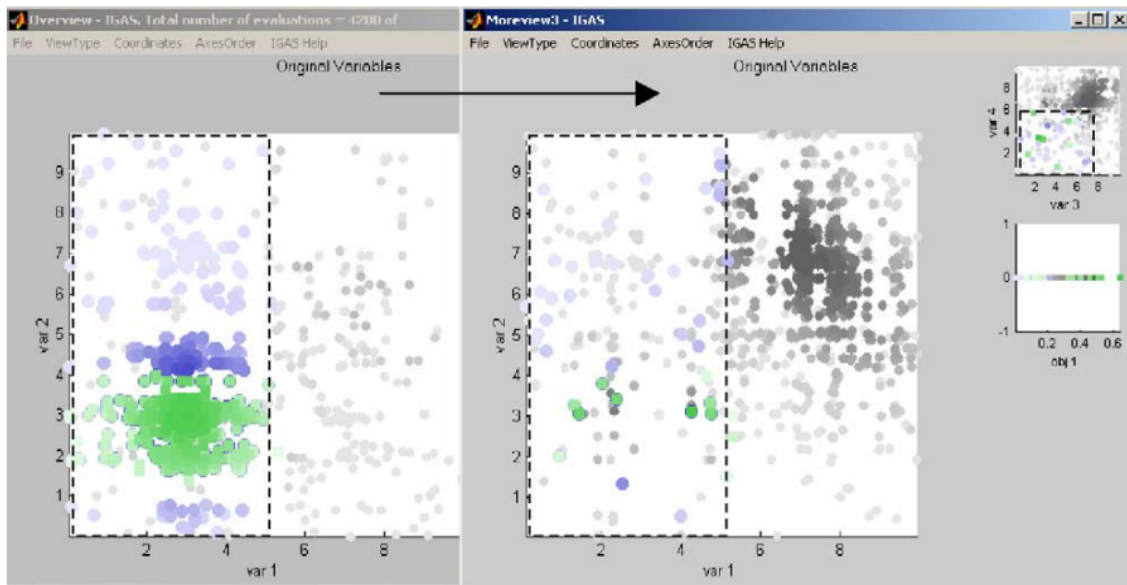 Overview - IGAS. Total number of evaluations = 4200 of
File ViewType Coordinates AxesOrder IGAS Help
Original Variables
9
8
7
6
5
4
3
2
1
var 2
2 4 6 8
var 1
Moreview3 - IGAS
File ViewType Coordinates AxesOrder IGAS Help
Original Variables
9
8
7
6
5
4
3
2
1
var 2
2 4 6 8
var 1
8
6
4
2
var 4
2 4 6 8
var 3
1
0
-1
0.2 0.4 0.6
obj 1